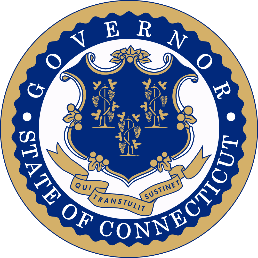 GOVERNOR
STATE OF CONNECTICUT
QUI TRANSTULIT SUSTINET